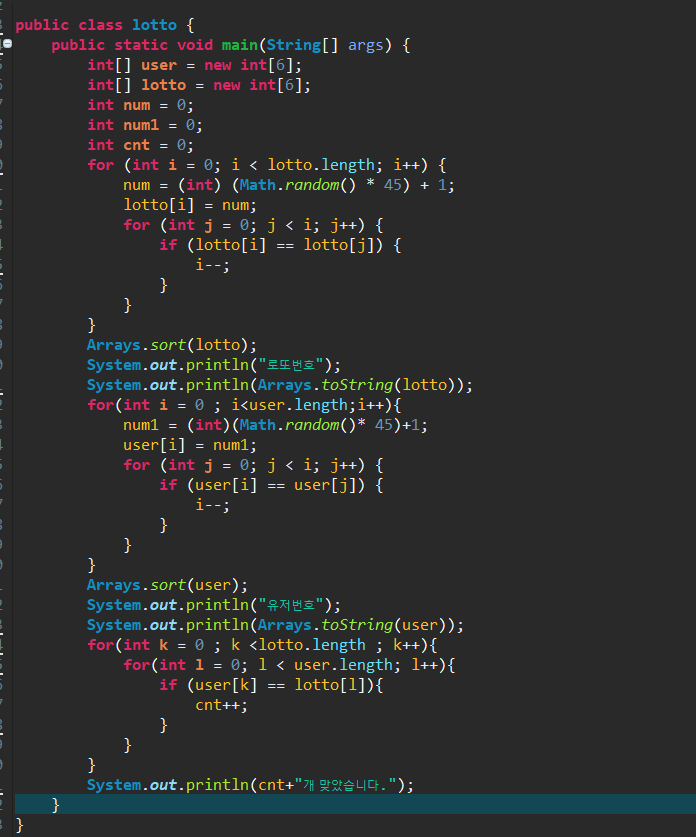 public class lotto {
public static void main(String[] args) {
int[] user = new int[6];
int[] lotto = new int[6];
int num = 0;
int num1 = 0;
int cnt = 0;
for (int i = 0; i < lotto.length; i++) {
num = (int) (Math.random() * 45) + 1;
lotto[i] = num;
for (int j = 0; j < i; j++) {
if (lotto[i] == lotto[j]) {
i--;
}
}
}
Arrays.sort(lotto);
System.out.println("로또번호");
System.out.println(Arrays.toString(lotto));
for(int i = 0 ; i<user.length;i++){
num1 = (int)(Math.random()* 45)+1;
user[i] = num1;
for (int j = 0; j < i; j++) {
if (user[i] == user[j]) {
i--;
}
}
}
Arrays.sort(user);
System.out.println("유저번호");
System.out.println(Arrays.toString(user));
for(int k = 0 ; k <lotto.length ; k++){
for(int l = 0; l < user.length; l++){
if (user[k] == lotto[l]){
cnt++;
}
}
}
System.out.println(cnt+"개 맞았습니다.");
}
}